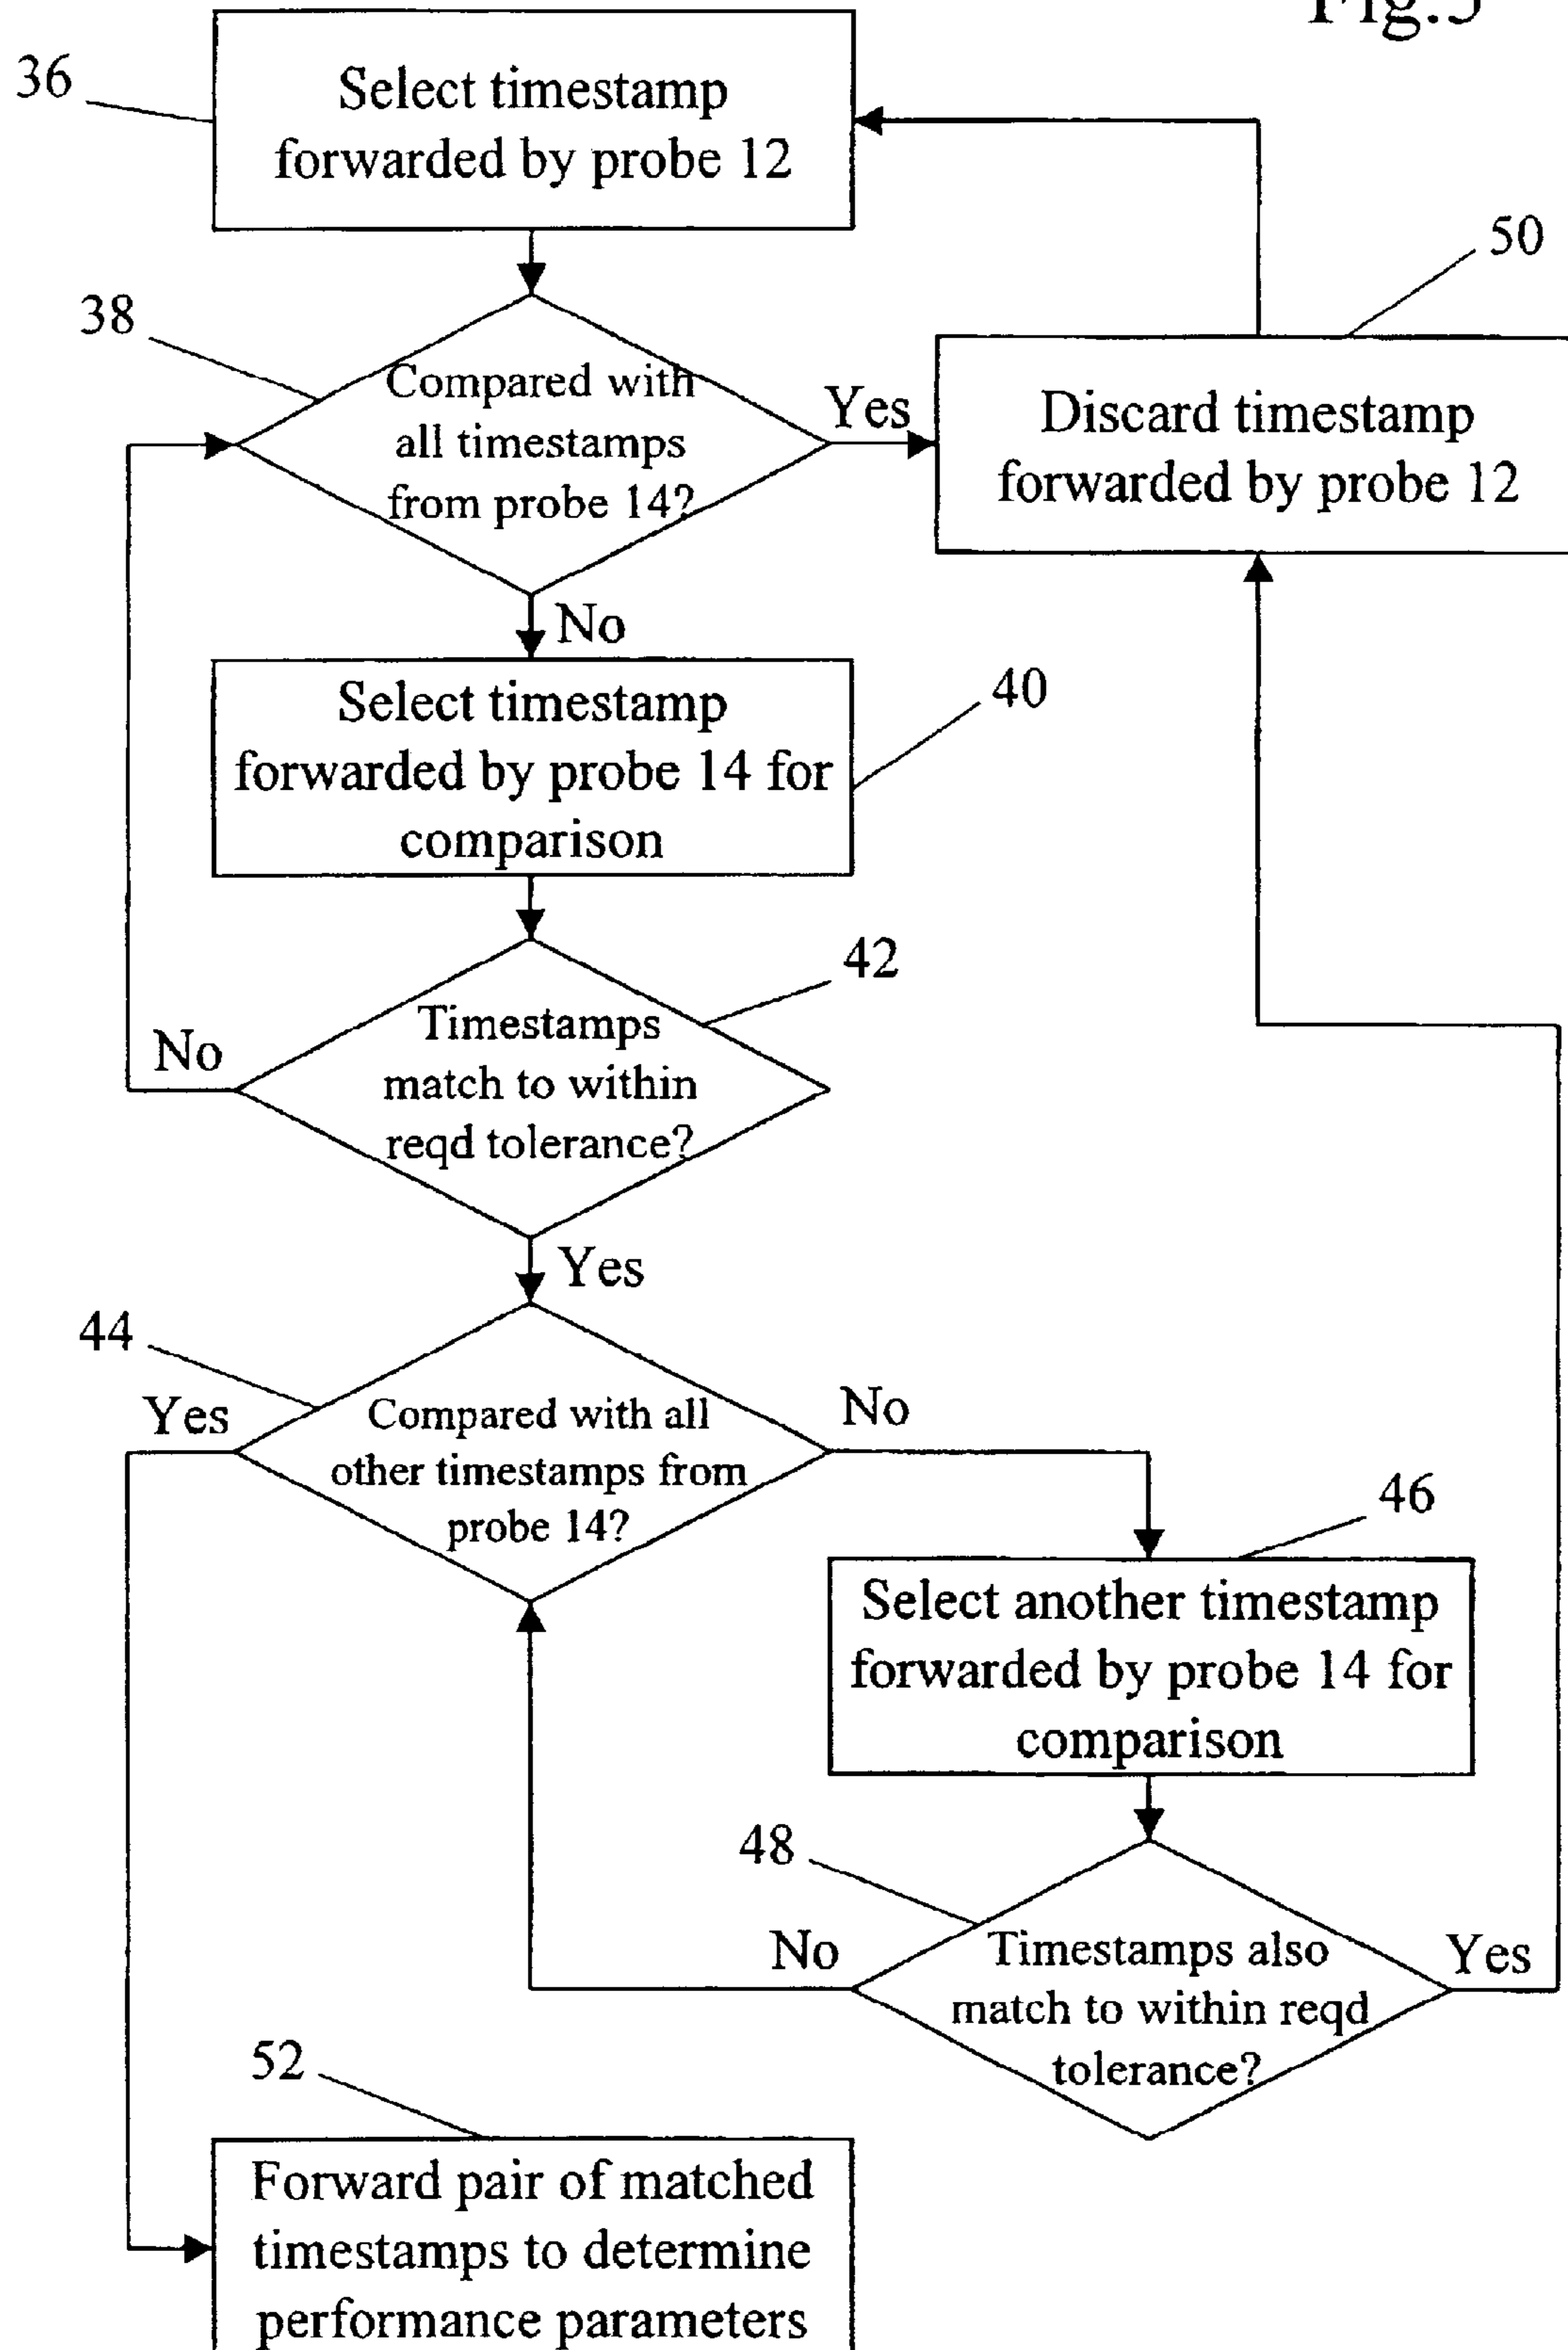 Fig.5
36
Select timestamp
forwarded by probe 12
50
38
Compared with
all timestamps
from probe 14?
Yes
Discard timestamp
forwarded by probe 12
No
Select timestamp
forwarded by probe 14 for
comparison
40
42
Timestamps
match to within
reqd tolerance?
No
Yes
44
Yes
Compared with all
other timestamps from
probe 14?
No
46
Select another timestamp
forwarded by probe 14 for
comparison
48
No
Timestamps also
match to within reqd
tolerance?
Yes
52
Forward pair of matched
timestamps to determine
performance parameters